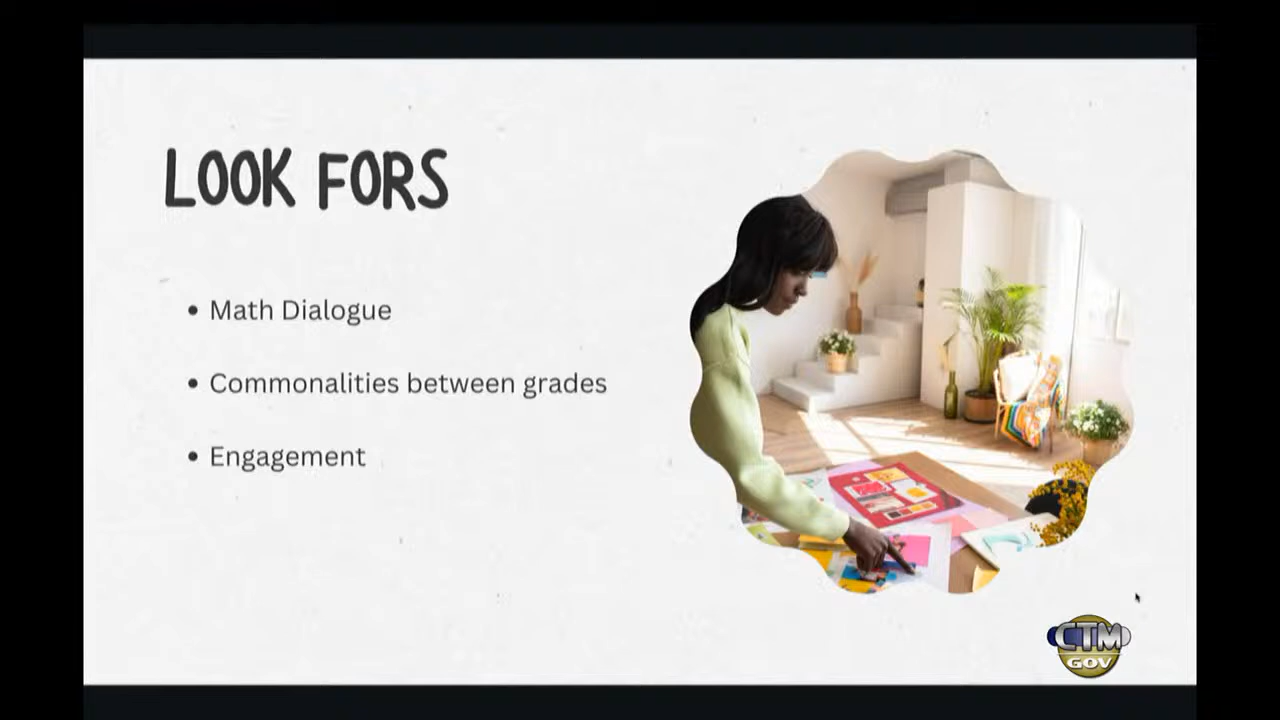 LOOK FORS
• Math Dialogue
• Commonalities between grades
• Engagement
CTM
GOV